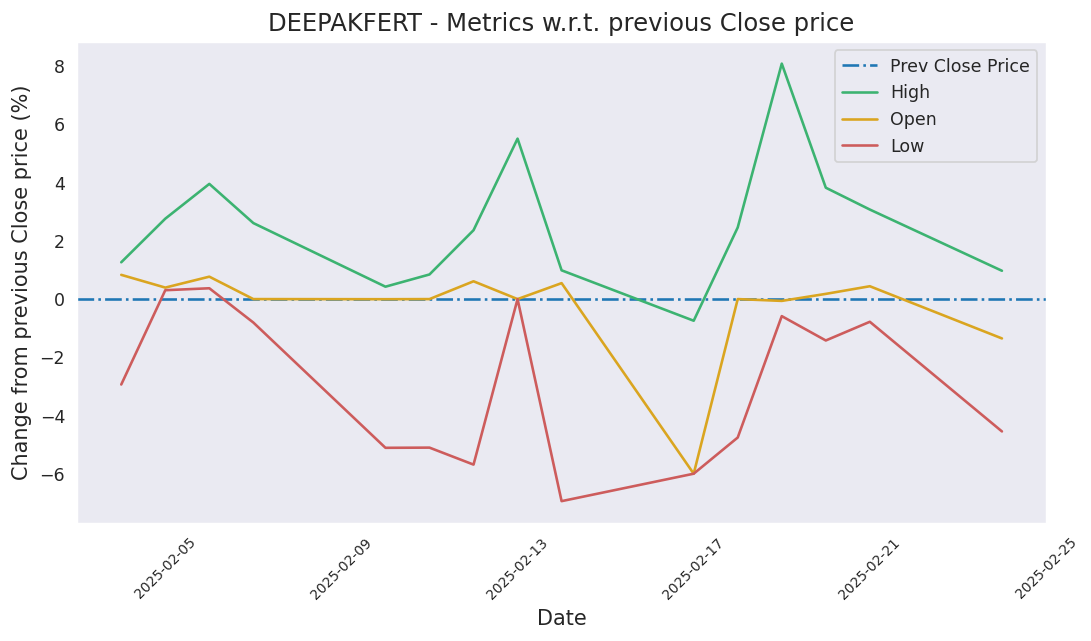 DEEPAKFERT - Metrics w.r.t. previous Close price
Change from previous Close price (%)
8
6
4
2
0
−2
−4
−6
Prev Close Price
High
Open
Low
2025-02-05
2025-02-09
2025-02-13
2025-02-17
2025-02-21
2025-02-25
Date